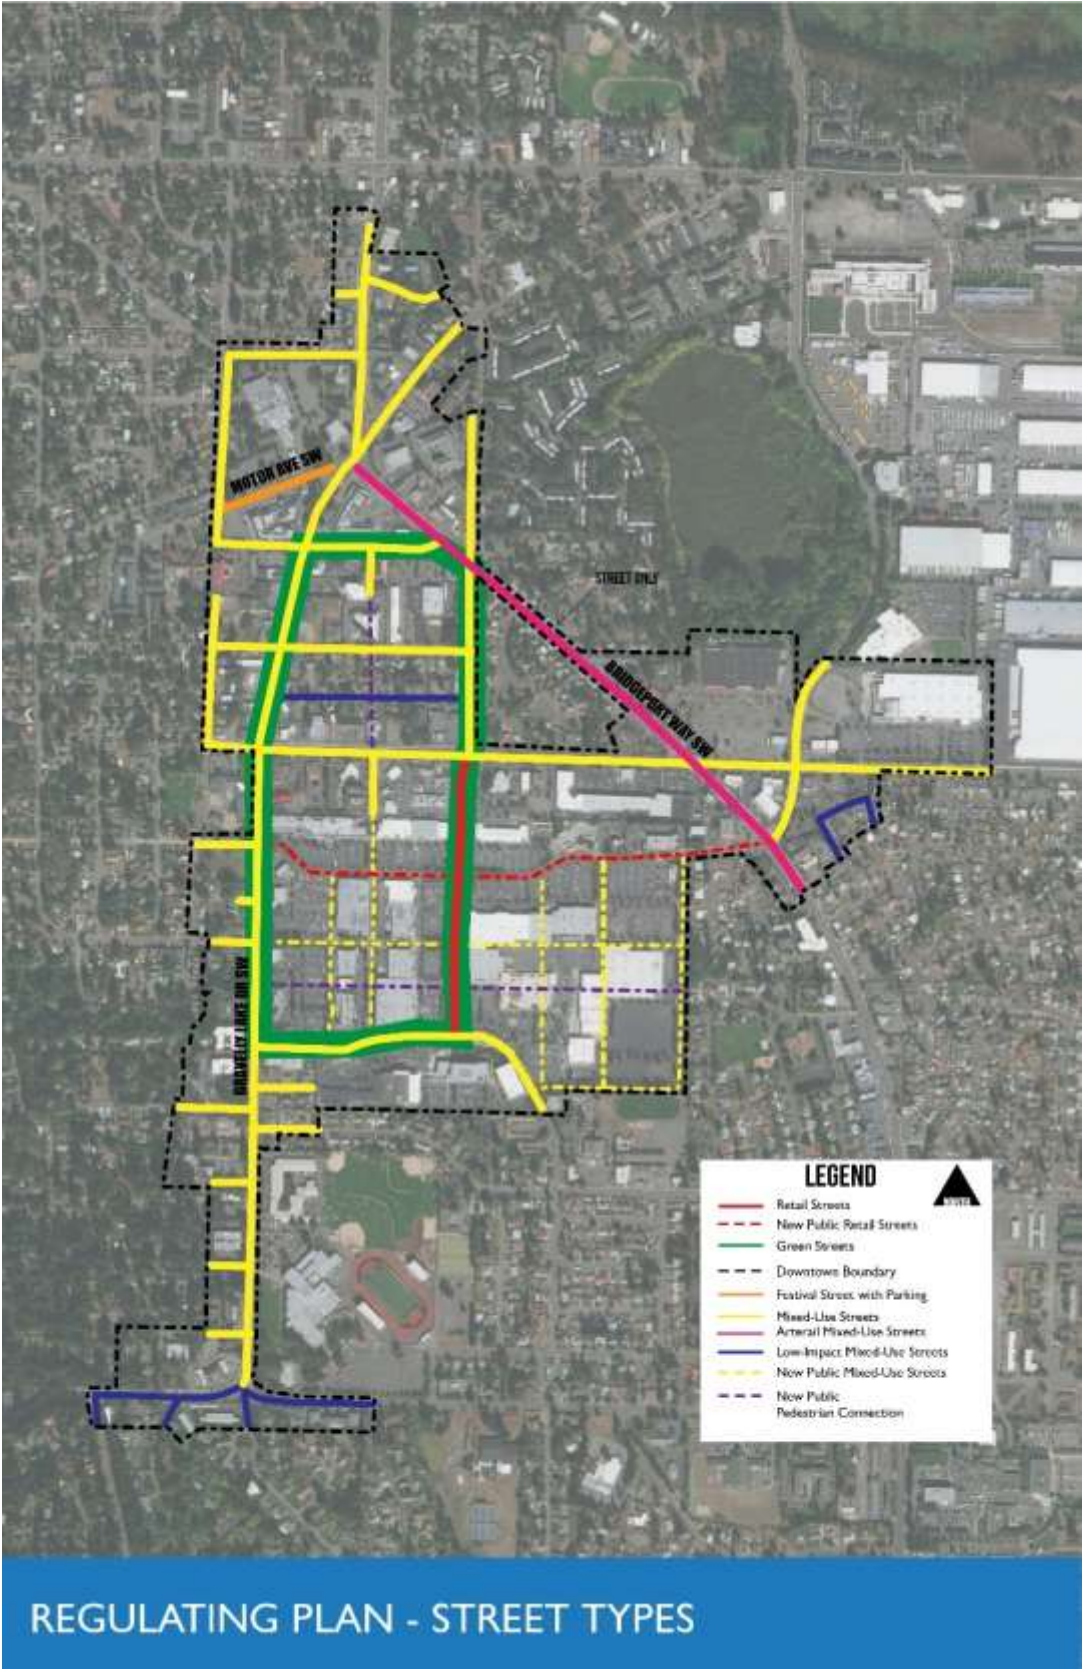 MOTOR AVE SW
STREET ONLY
BRIDGEPORT WAY SW
GRAVELLY LAKE DR SW
LEGEND
Retail Streets
New Public Retail Streets
Green Streets
Downtown Boundary
Festival Street with Parking
Mixed-Use Streets
Arterail Mixed-Use Streets
Low-Impact Mixed-Use Streets
New Public Mixed-Use Streets
New Public
Pedestrian Connection
REGULATING PLAN - STREET TYPES